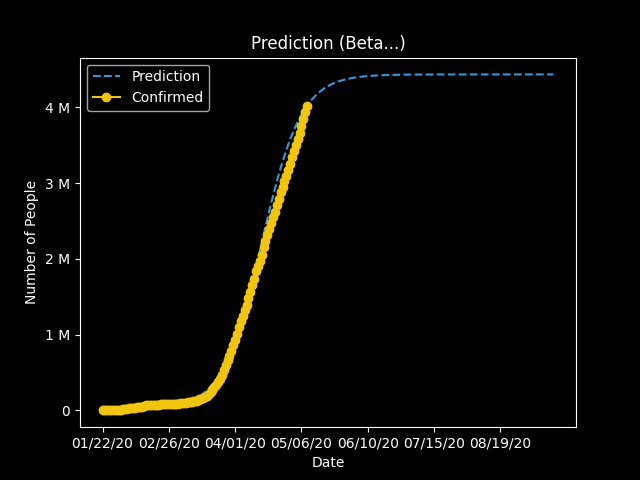 Prediction (Beta...)
Prediction
Confirmed
4 M
3 M
2 M
1 M
0
Number of People
01/22/20 02/26/20 04/01/20 05/06/20 06/10/20 07/15/20 08/19/20
Date